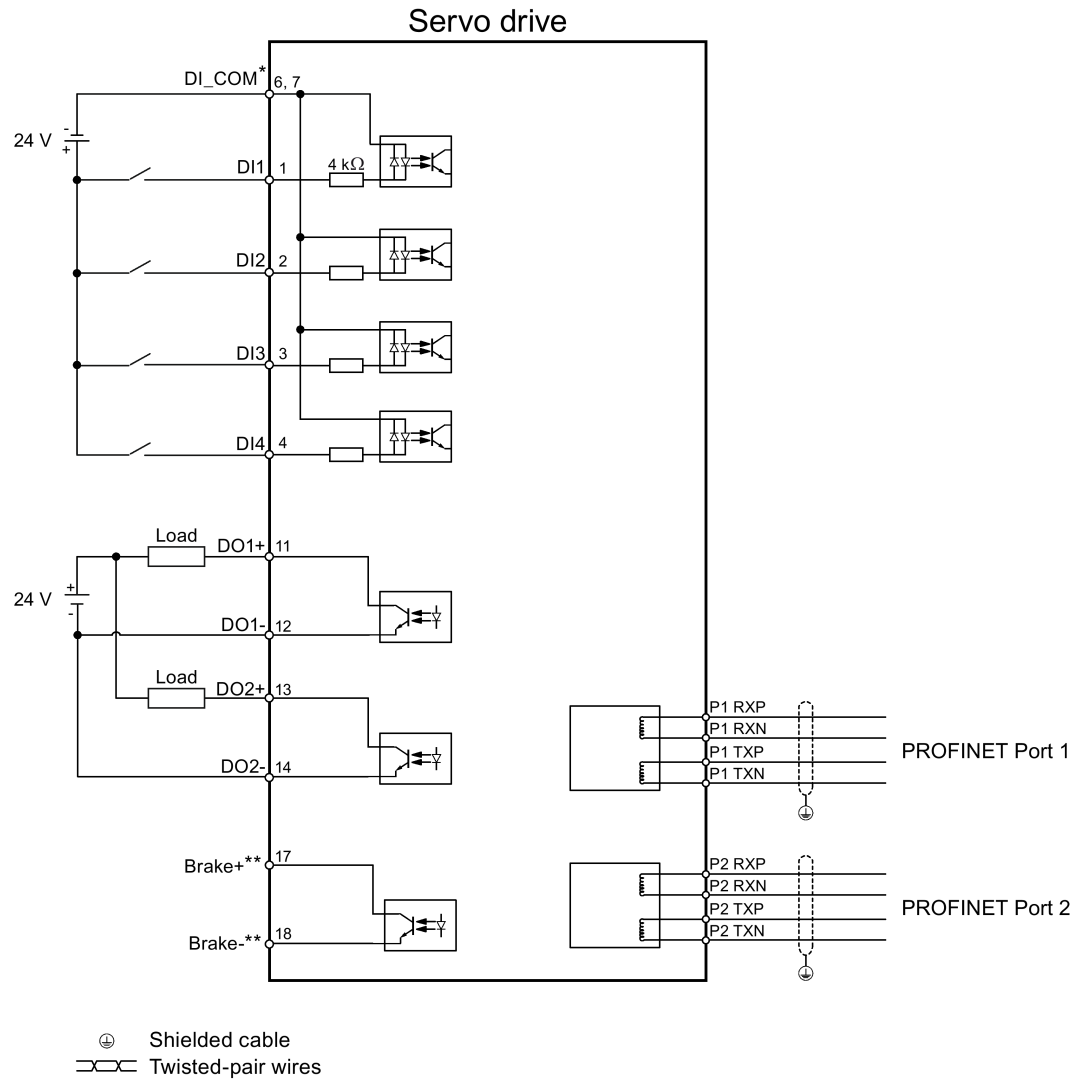 Servo drive
DI_COM* 6, 7
24 V
-
+
DI1 1 4 kΩ
DI2 2
DI3 3
DI4 4
Load
DO1+ 11
24 V
+
-
DO1- 12
Load
DO2+ 13
DO2- 14
Brake+** 17
Brake-** 18
P1 RXP
P1 RXN
P1 TXP
P1 TXN
PROFINET Port 1
P2 RXP
P2 RXN
P2 TXP
P2 TXN
PROFINET Port 2
Shielded cable
Twisted-pair wires